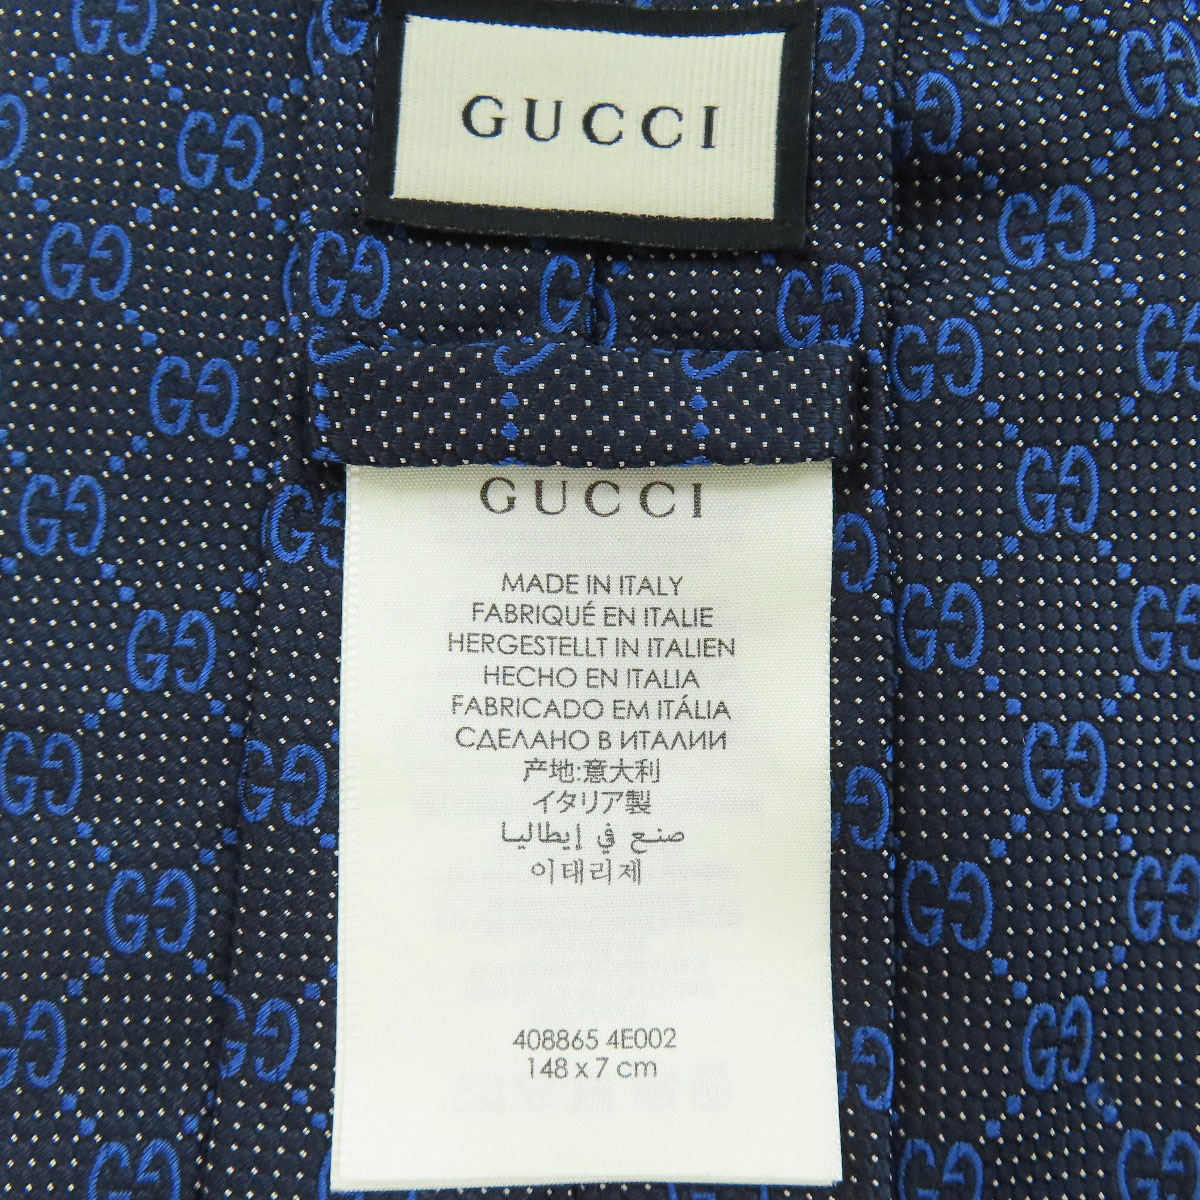 GUCCI
GUCCI
MADE IN ITALY
FABRIQUÉ EN ITALIE
HERGESTELLT IN ITALIEN
HECHO EN ITALIA
FABRICADO EM ITÁLIA
СДЕЛАНО В ИТАЛИИ
产地:意大利
イタリア製
صنع في إيطاليا
이태리제
408865 4E002
148 x 7 cm